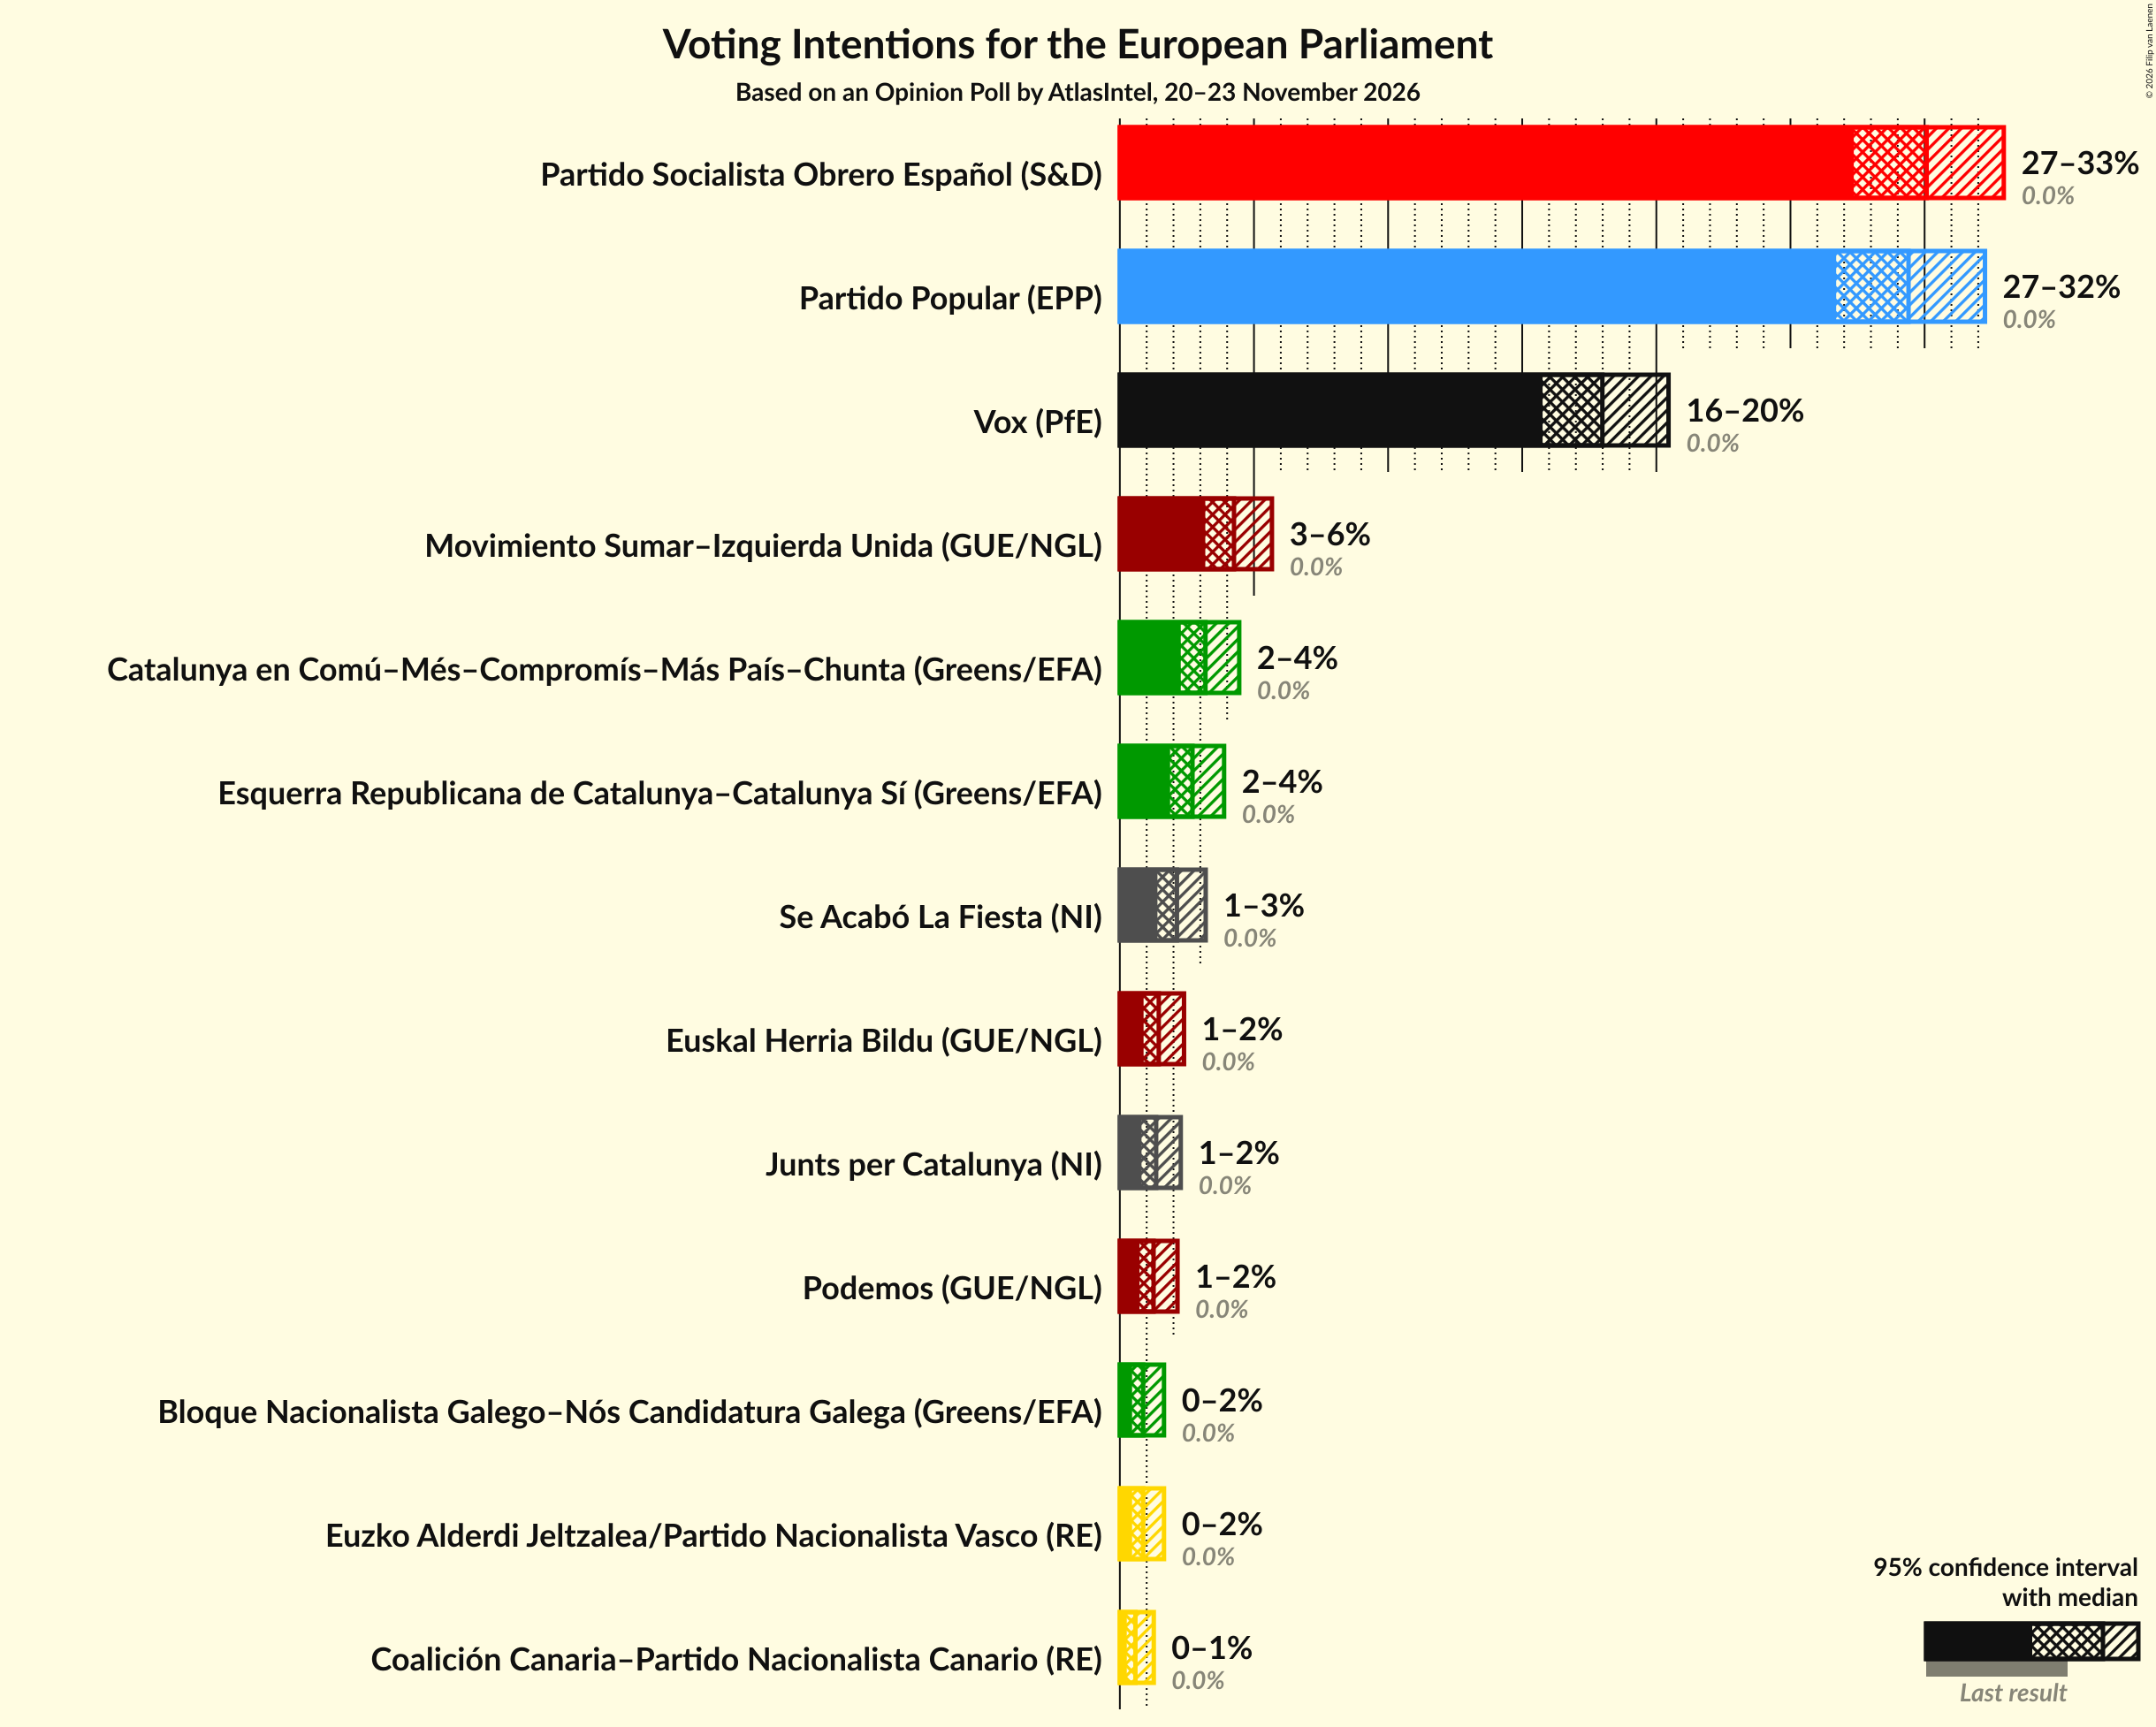 Voting Intentions for the European Parliament
Based on an Opinion Poll by AtlasIntel, 20–23 November 2026
© 2026 Filip van Laenen
Partido Socialista Obrero Español (S&D)
27–33%
0.0%
Partido Popular (EPP)
27–32%
0.0%
Vox (PfE)
16–20%
0.0%
Movimiento Sumar–Izquierda Unida (GUE/NGL)
3–6%
0.0%
Catalunya en Comú–Més–Compromís–Más País–Chunta (Greens/EFA)
2–4%
0.0%
Esquerra Republicana de Catalunya–Catalunya Sí (Greens/EFA)
2–4%
0.0%
Se Acabó La Fiesta (NI)
1–3%
0.0%
Euskal Herria Bildu (GUE/NGL)
1–2%
0.0%
Junts per Catalunya (NI)
1–2%
0.0%
Podemos (GUE/NGL)
1–2%
0.0%
Bloque Nacionalista Galego–Nós Candidatura Galega (Greens/EFA)
0–2%
0.0%
Euzko Alderdi Jeltzalea/Partido Nacionalista Vasco (RE)
0–2%
0.0%
Coalición Canaria–Partido Nacionalista Canario (RE)
0–1%
0.0%
95% confidence interval
with median
Last result